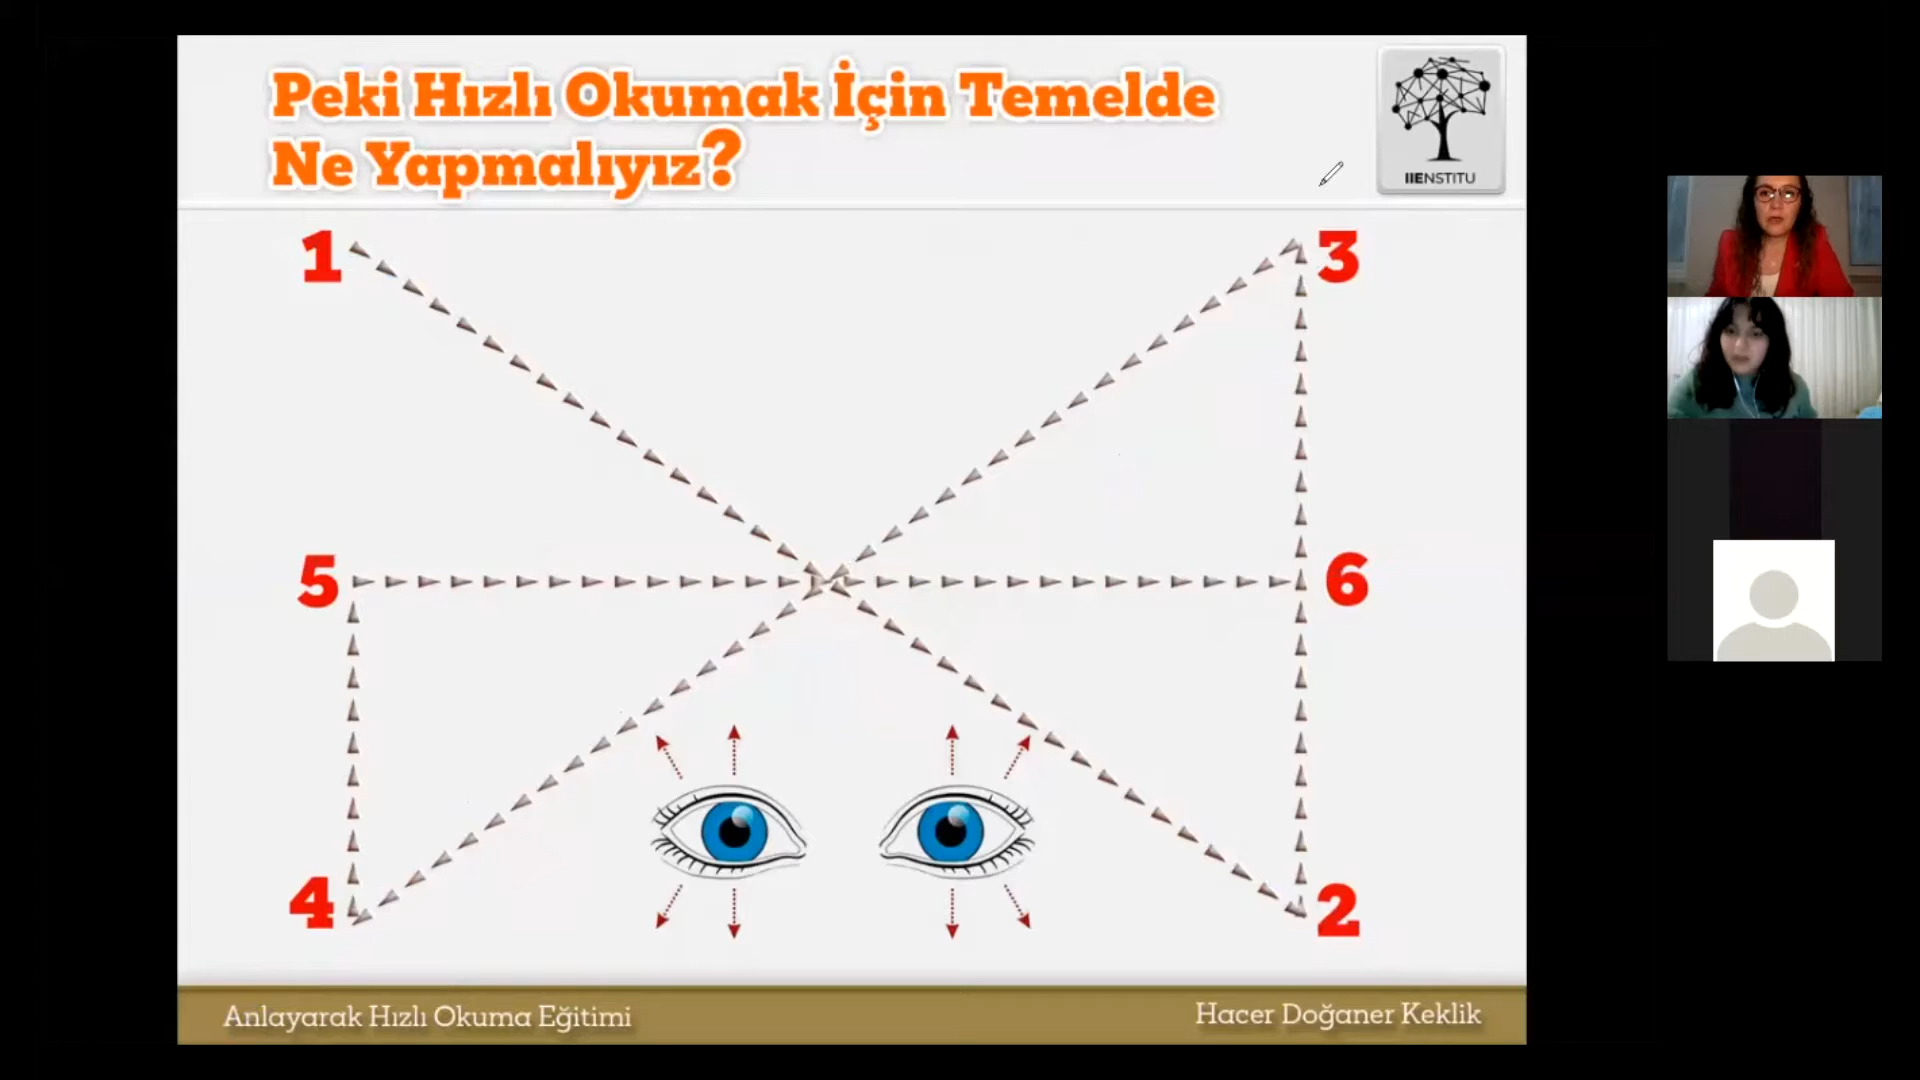 Peki Hızlı Okumak İçin Temelde
Ne Yapmalıyız?
IIENSTITU
1
3
5
6
4
2
Anlayarak Hızlı Okuma Eğitimi
Hacer Doğaner Keklik